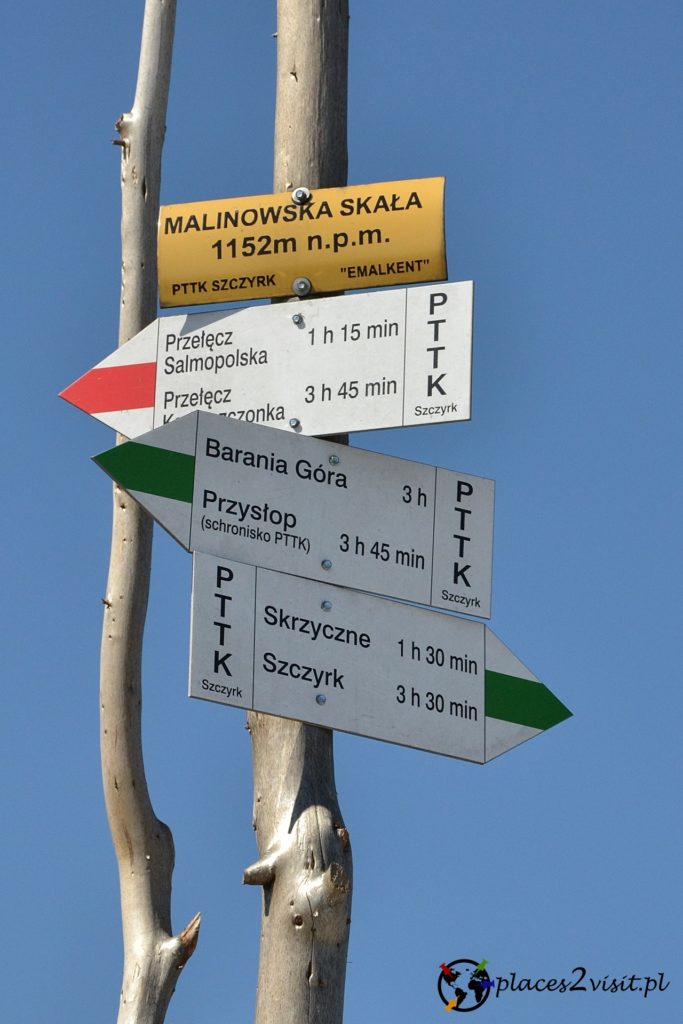 MALINOWSKA SKAŁA
1152m n.p.m.
PTTK SZCZYRK "EMALKENT"
Przełęcz
Salmopolska
1 h 15 min
Przełęcz
3 h 45 min
PTTK
Szczyrk
Barania Góra
3 h
Przysłop
(schronisko PTTK)
3 h 45 min
PTTK
Szczyrk
PTTK
Szczyrk
Skrzyczne
1 h 30 min
Szczyrk
3 h 30 min
places2visit.pl